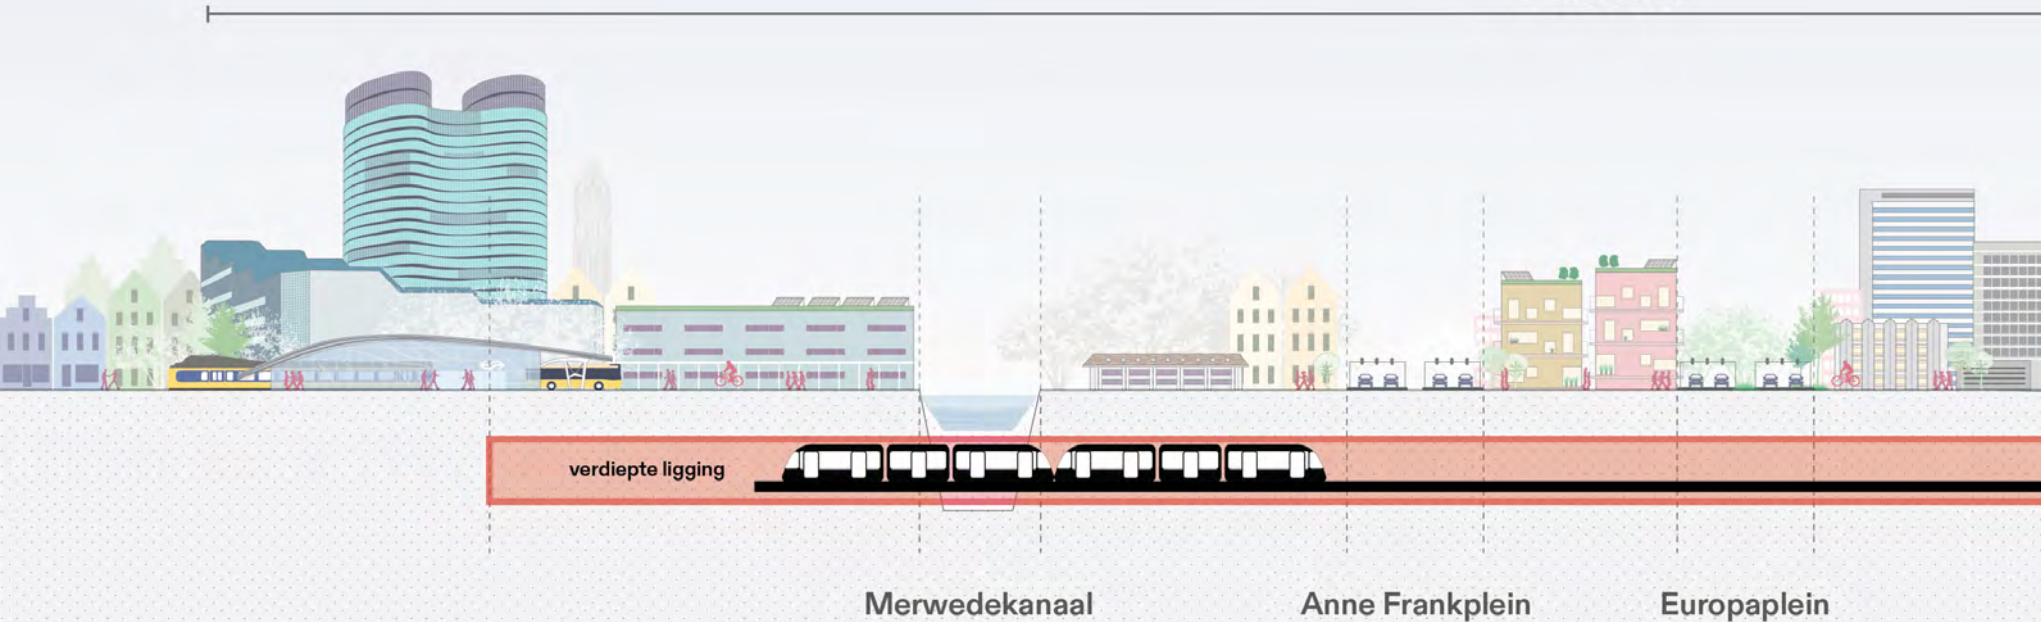 verdiepte ligging
Merwedekanaal
Anne Frankplein
Europaplein